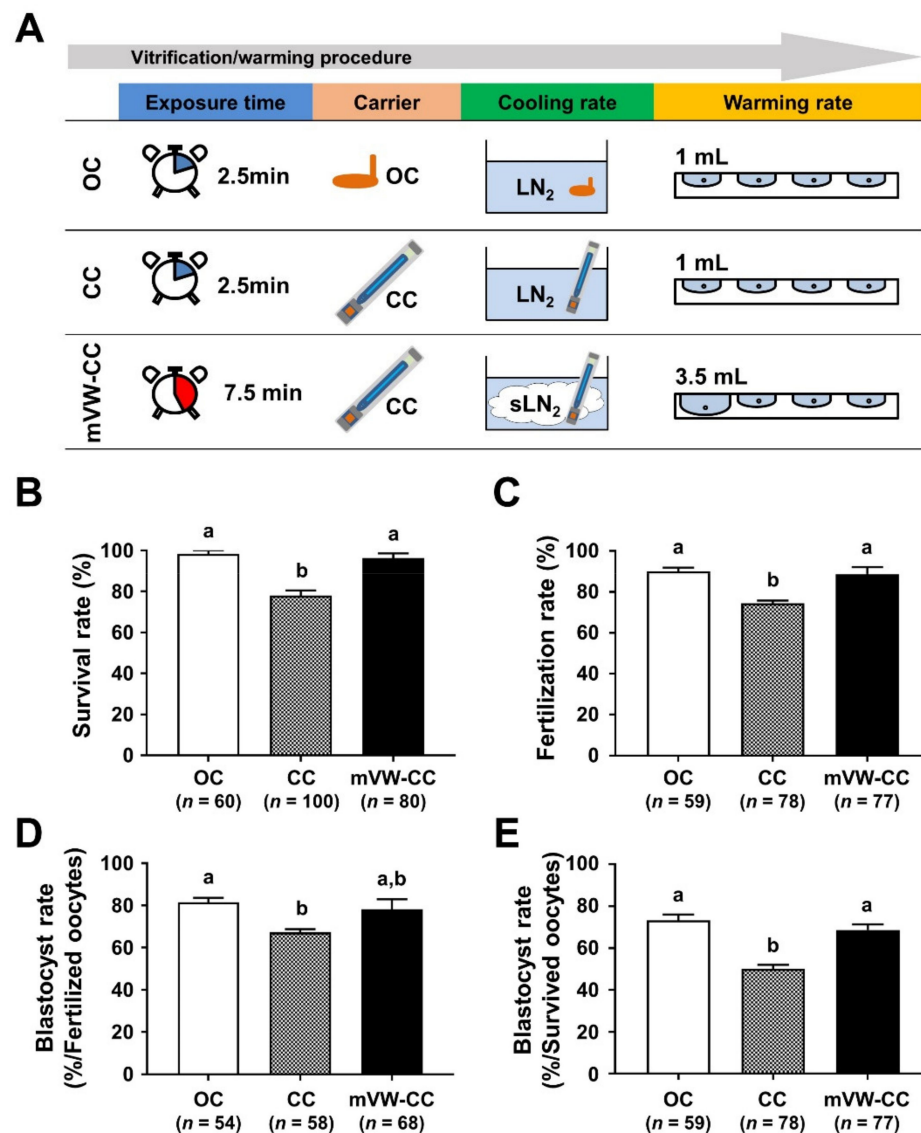 A
Vitrification/warming procedure
Exposure time Carrier Cooling rate Warming rate
OC 2.5min OC LN2 1 mL
CC 2.5min CC LN2 1 mL
mVW-CC 7.5 min CC sLN2 3.5 mL
B
Survival rate (%)
100
80
60
40
20
0
a b a
OC CC mVW-CC
(n = 60) (n = 100) (n = 80)
C
Fertilization rate (%)
100
80
60
40
20
0
a b a
OC CC mVW-CC
(n = 59) (n = 78) (n = 77)
D
Blastocyst rate
(%/Fertilized oocytes)
100
80
60
40
20
0
a b a,b
OC CC mVW-CC
(n = 54) (n = 58) (n = 68)
E
Blastocyst rate
(%/Survived oocytes)
100
80
60
40
20
0
a b a
OC CC mVW-CC
(n = 59) (n = 78) (n = 77)